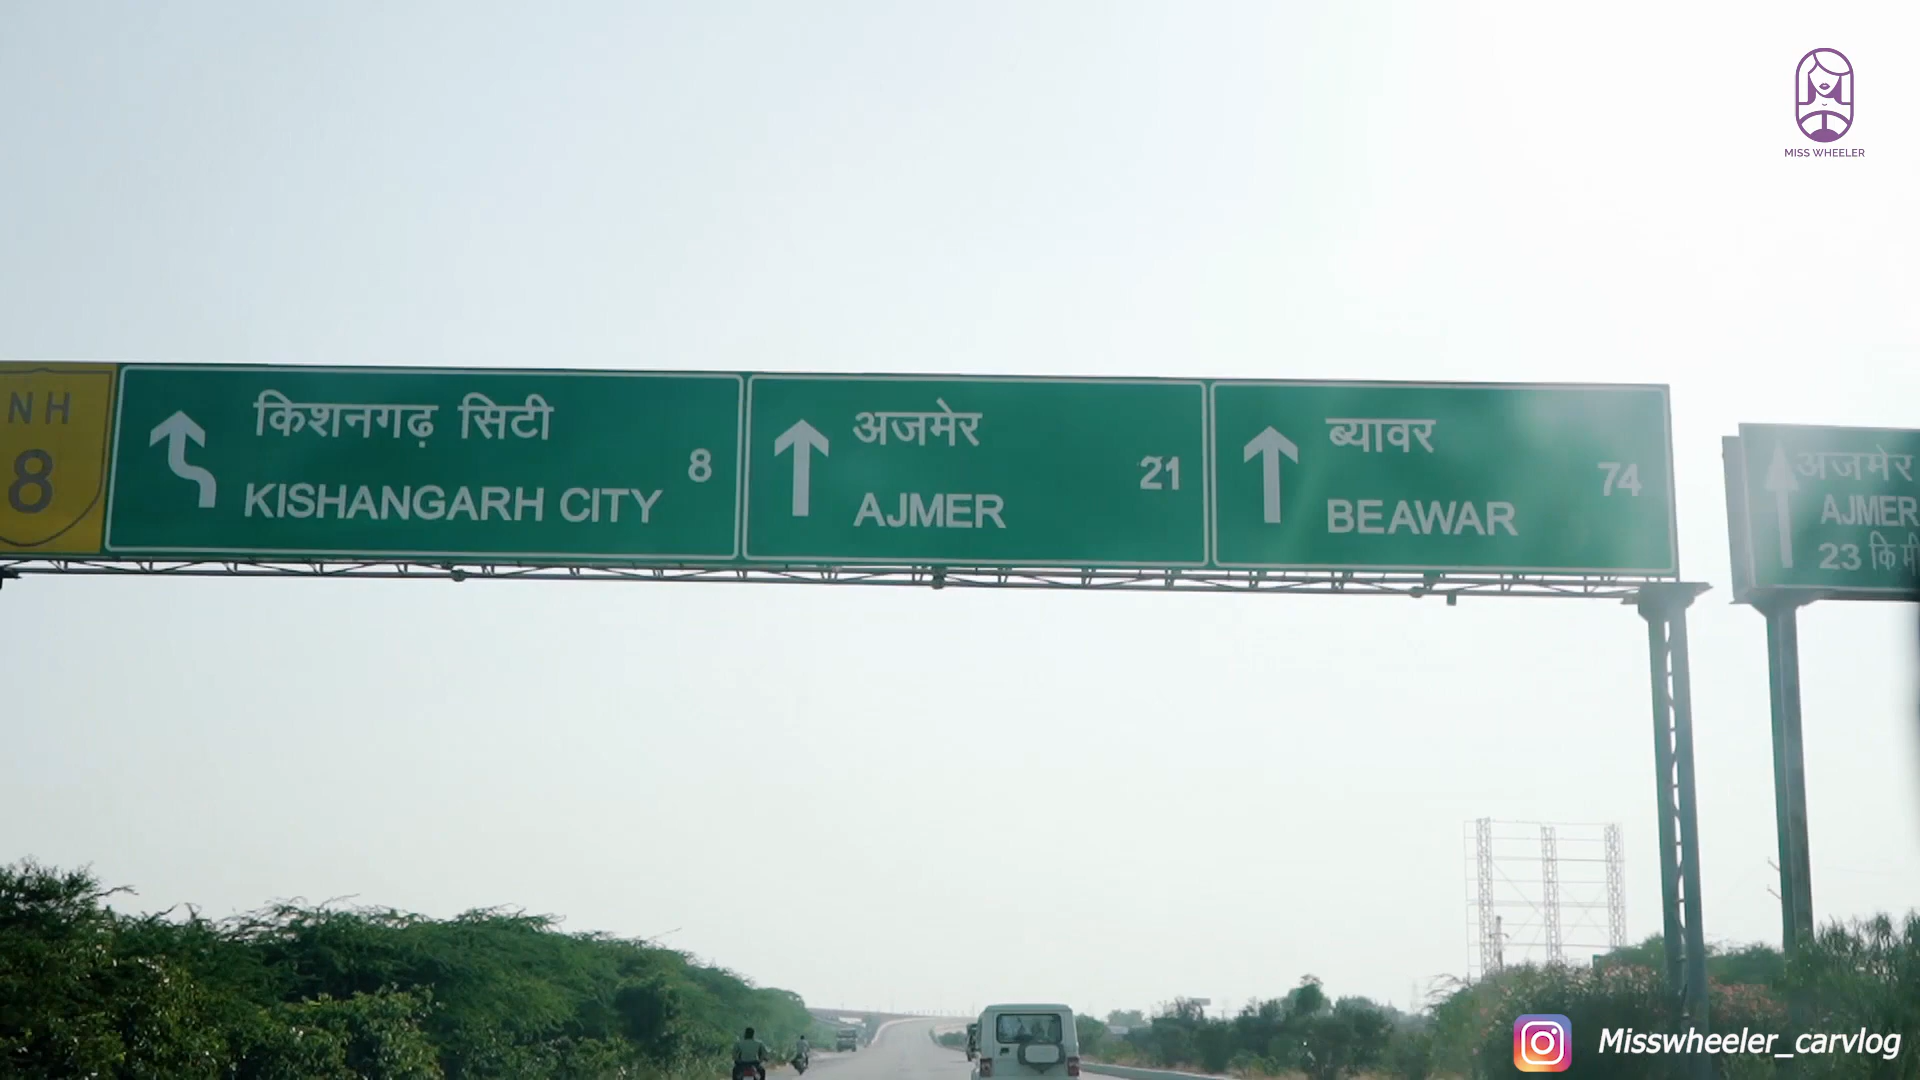 MISS WHEELER
NH
8
किशनगढ़ सिटी
KISHANGARH CITY
8
अजमेर
AJMER
21
ब्यावर
BEAWAR
74
अजमेर
AJMER
23 कि मी
Misswheeler_carvlog